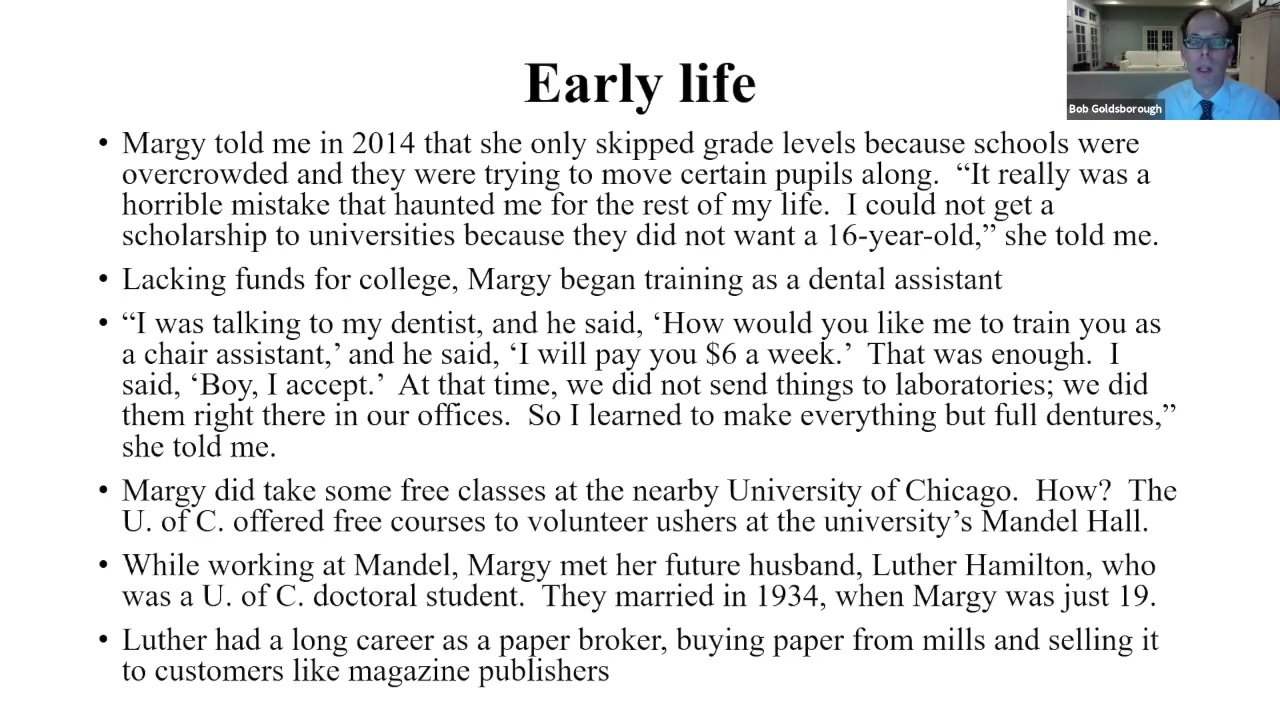 Early life
Bob Goldsborough
• Margy told me in 2014 that she only skipped grade levels because schools were
overcrowded and they were trying to move certain pupils along.  “It really was a
horrible mistake that haunted me for the rest of my life.  I could not get a
scholarship to universities because they did not want a 16-year-old,” she told me.
• Lacking funds for college, Margy began training as a dental assistant
• “I was talking to my dentist, and he said, ‘How would you like me to train you as
a chair assistant,’ and he said, ‘I will pay you $6 a week.’  That was enough.  I
said, ‘Boy, I accept.’  At that time, we did not send things to laboratories; we did
them right there in our offices.  So I learned to make everything but full dentures,”
she told me.
• Margy did take some free classes at the nearby University of Chicago.  How?  The
U. of C. offered free courses to volunteer ushers at the university’s Mandel Hall.
• While working at Mandel, Margy met her future husband, Luther Hamilton, who
was a U. of C. doctoral student.  They married in 1934, when Margy was just 19.
• Luther had a long career as a paper broker, buying paper from mills and selling it
to customers like magazine publishers